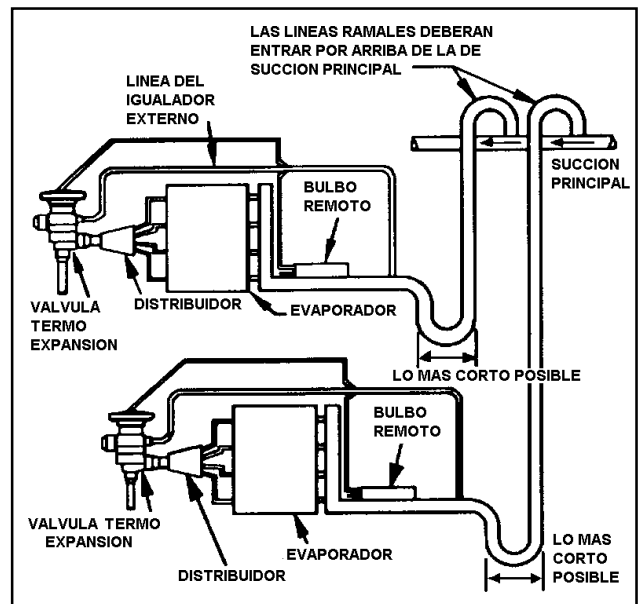 LAS LINEAS RAMALES DEBERAN
ENTRAR POR ARRIBA DE LA DE
SUCCION PRINCIPAL
LINEA DEL
IGUALADOR
EXTERNO
SUCCION
PRINCIPAL
BULBO
REMOTO
DISTRIBUIDOR
EVAPORADOR
VALVULA
TERMO
EXPANSION
LO MAS CORTO POSIBLE
BULBO
REMOTO
VALVULA TERMO
EXPANSION
EVAPORADOR
DISTRIBUIDOR
LO MAS
CORTO
POSIBLE